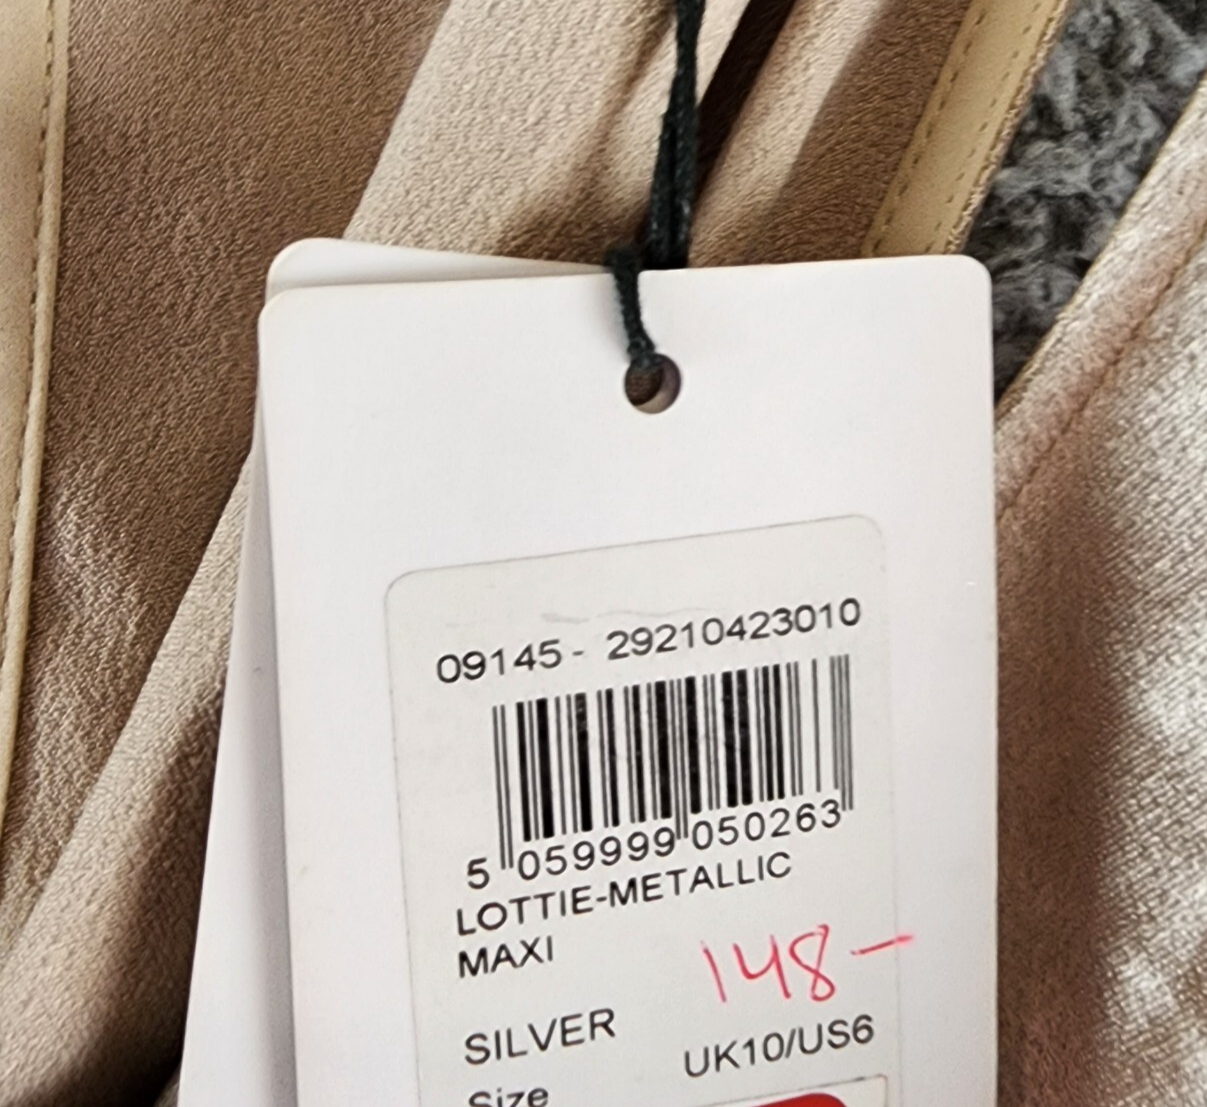 09145- 29210423010
5 059999 050263
LOTTIE-METALLIC
MAXI
148-
SILVER
UK10/US6
Size